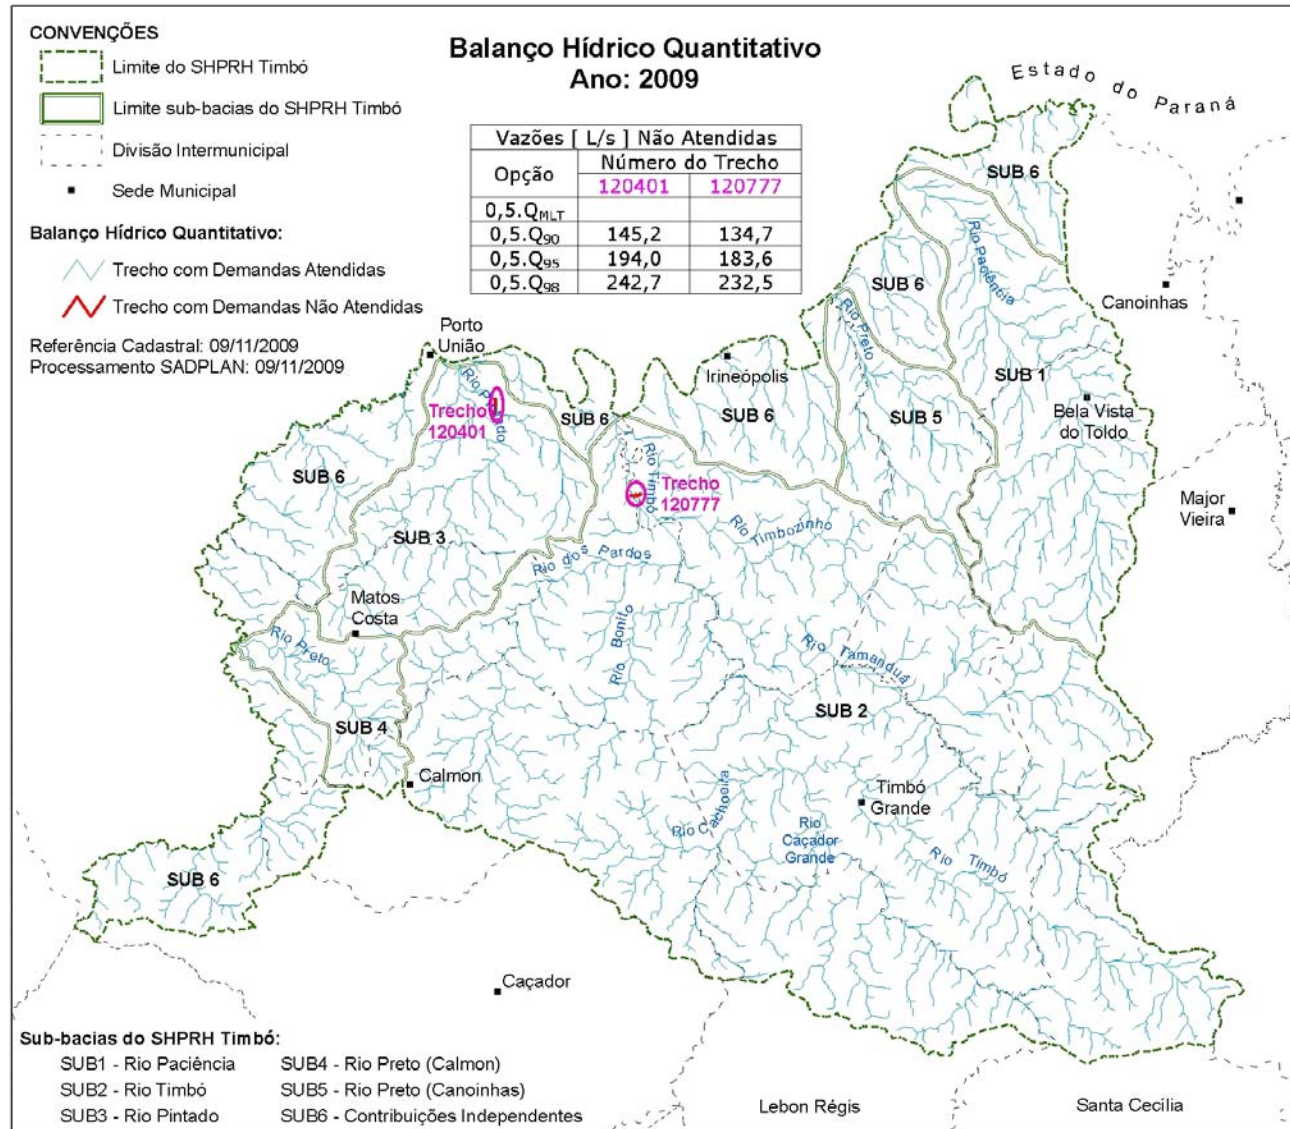 CONVENÇÕES
Limite do SHPRH Timbó
Limite sub-bacias do SHPRH Timbó
Divisão Intermunicipal
Sede Municipal
Balanço Hídrico Quantitativo:
Trecho com Demandas Atendidas
Trecho com Demandas Não Atendidas
Referência Cadastral: 09/11/2009
Processamento SADPLAN: 09/11/2009
Balanço Hídrico Quantitativo
Ano: 2009
Vazões [ L/s ] Não Atendidas
Opção Número do Trecho
120401 120777
0,5.QMLT
0,5.Q90 145,2 134,7
0,5.Q95 194,0 183,6
0,5.Q98 242,7 232,5
Estado do Paraná
SUB 6
Rio Paciência
Canoinhas
SUB 6
Rio Preto
Porto
União
Irineópolis
SUB 1
Trecho
120401
SUB 6
SUB 6
SUB 5
Bela Vista
do Toldo
SUB 6
Rio Timbó
Trecho
120777
Major
Vieira
SUB 3
Rio Timbozinho
Rio dos Pardos
Matos
Costa
Rio Bonito
Rio Preto
Rio Tamanduá
SUB 4
SUB 2
Calmon
Timbó
Grande
Rio Cachoeira
Rio
Caçador
Grande
Rio Timbó
SUB 6
Caçador
Sub-bacias do SHPRH Timbó:
SUB1 - Rio Paciência SUB4 - Rio Preto (Calmon)
SUB2 - Rio Timbó SUB5 - Rio Preto (Canoinhas)
SUB3 - Rio Pintado SUB6 - Contribuições Independentes
Lebon Régis
Santa Cecília